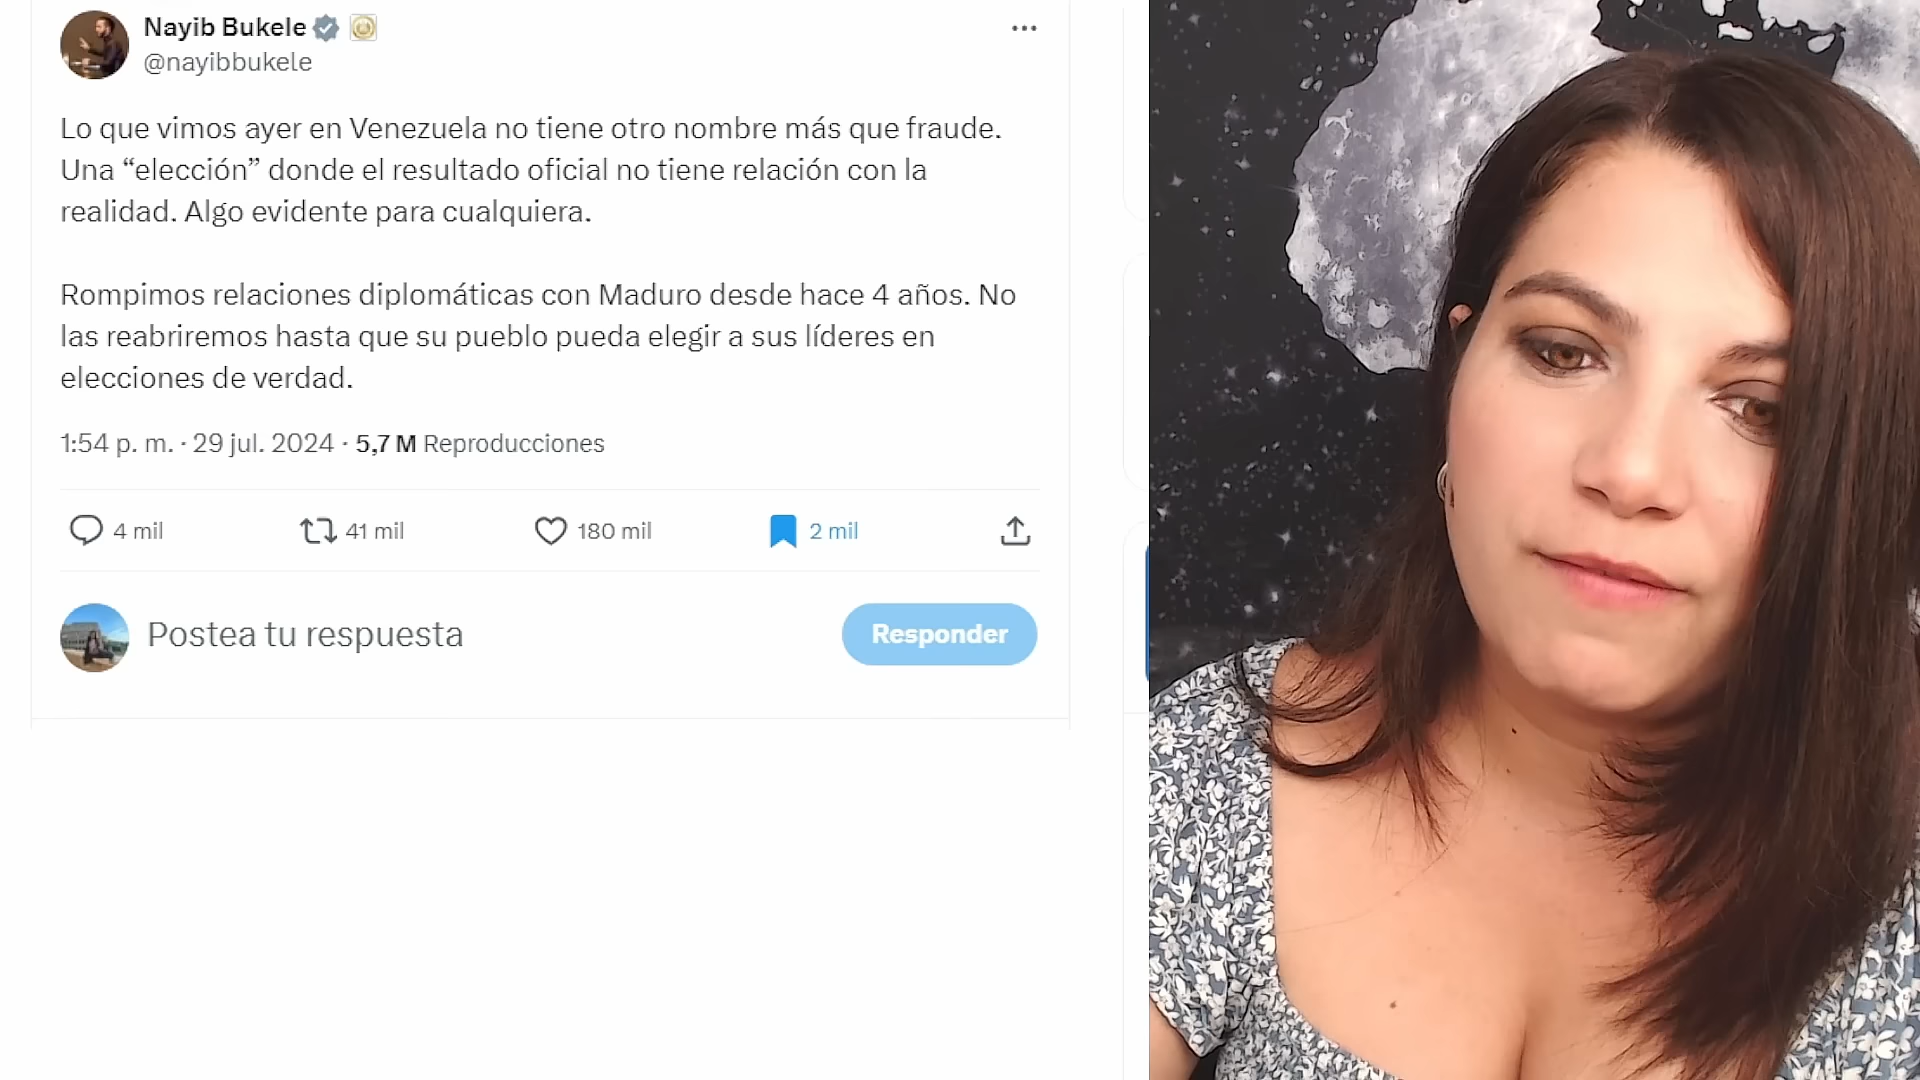 Nayib Bukele
@nayibbukele
Lo que vimos ayer en Venezuela no tiene otro nombre más que fraude.
Una “elección” donde el resultado oficial no tiene relación con la
realidad. Algo evidente para cualquiera.
Rompimos relaciones diplomáticas con Maduro desde hace 4 años. No
las reabriremos hasta que su pueblo pueda elegir a sus líderes en
elecciones de verdad.
1:54 p. m. · 29 jul. 2024 · 5,7 M Reproducciones
4 mil 41 mil 180 mil 2 mil
Postea tu respuesta Responder